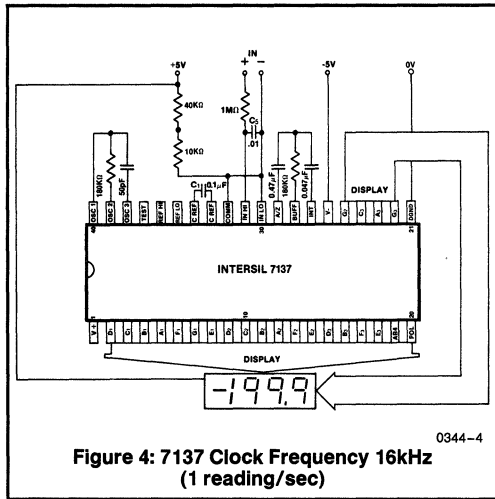 IN
+5V + − -5V 0V
40KΩ
1MΩ
C5
.01
10KΩ
180KΩ
50pF
C1 0.1µF
0.47µF
180KΩ
0.047µF
DISPLAY
OSC 1 OSC 2 OSC 3 TEST REF HI REF LO C REF C REF COMM IN HI IN LO A/Z BUFF INT V- G2 C3 A3 G3 DGND
40 30 21
INTERSIL 7137
1 10 20
V+ D1 C1 B1 A1 F1 G1 E1 D2 C2 B2 A2 F2 E2 D3 B3 F3 E3 AB4 POL
DISPLAY
-199.9
0344-4
Figure 4: 7137 Clock Frequency 16kHz
(1 reading/sec)